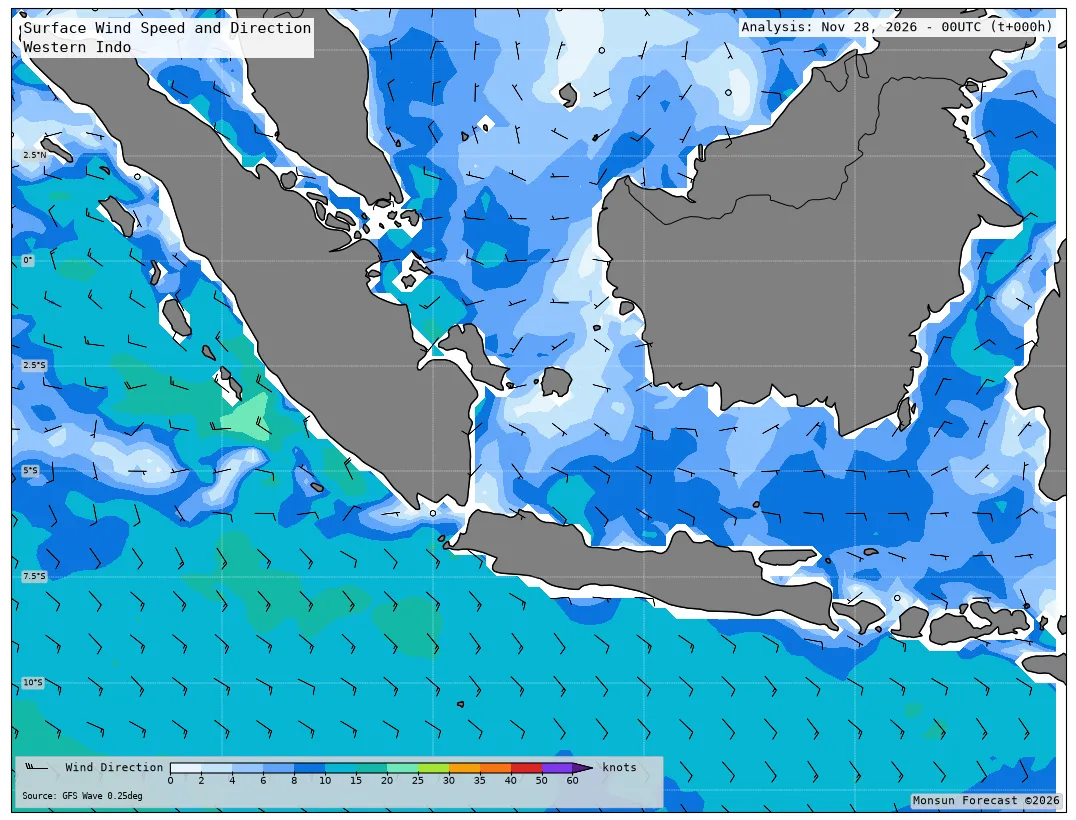 Surface Wind Speed and Direction
Western Indo
Analysis: Nov 28, 2026 - 00UTC (t+000h)
2.5°N
0°
2.5°S
5°S
7.5°S
10°S
Wind Direction
0 2 4 6 8 10 15 20 25 30 35 40 50 60
knots
Source: GFS Wave 0.25deg
Monsun Forecast ©2026